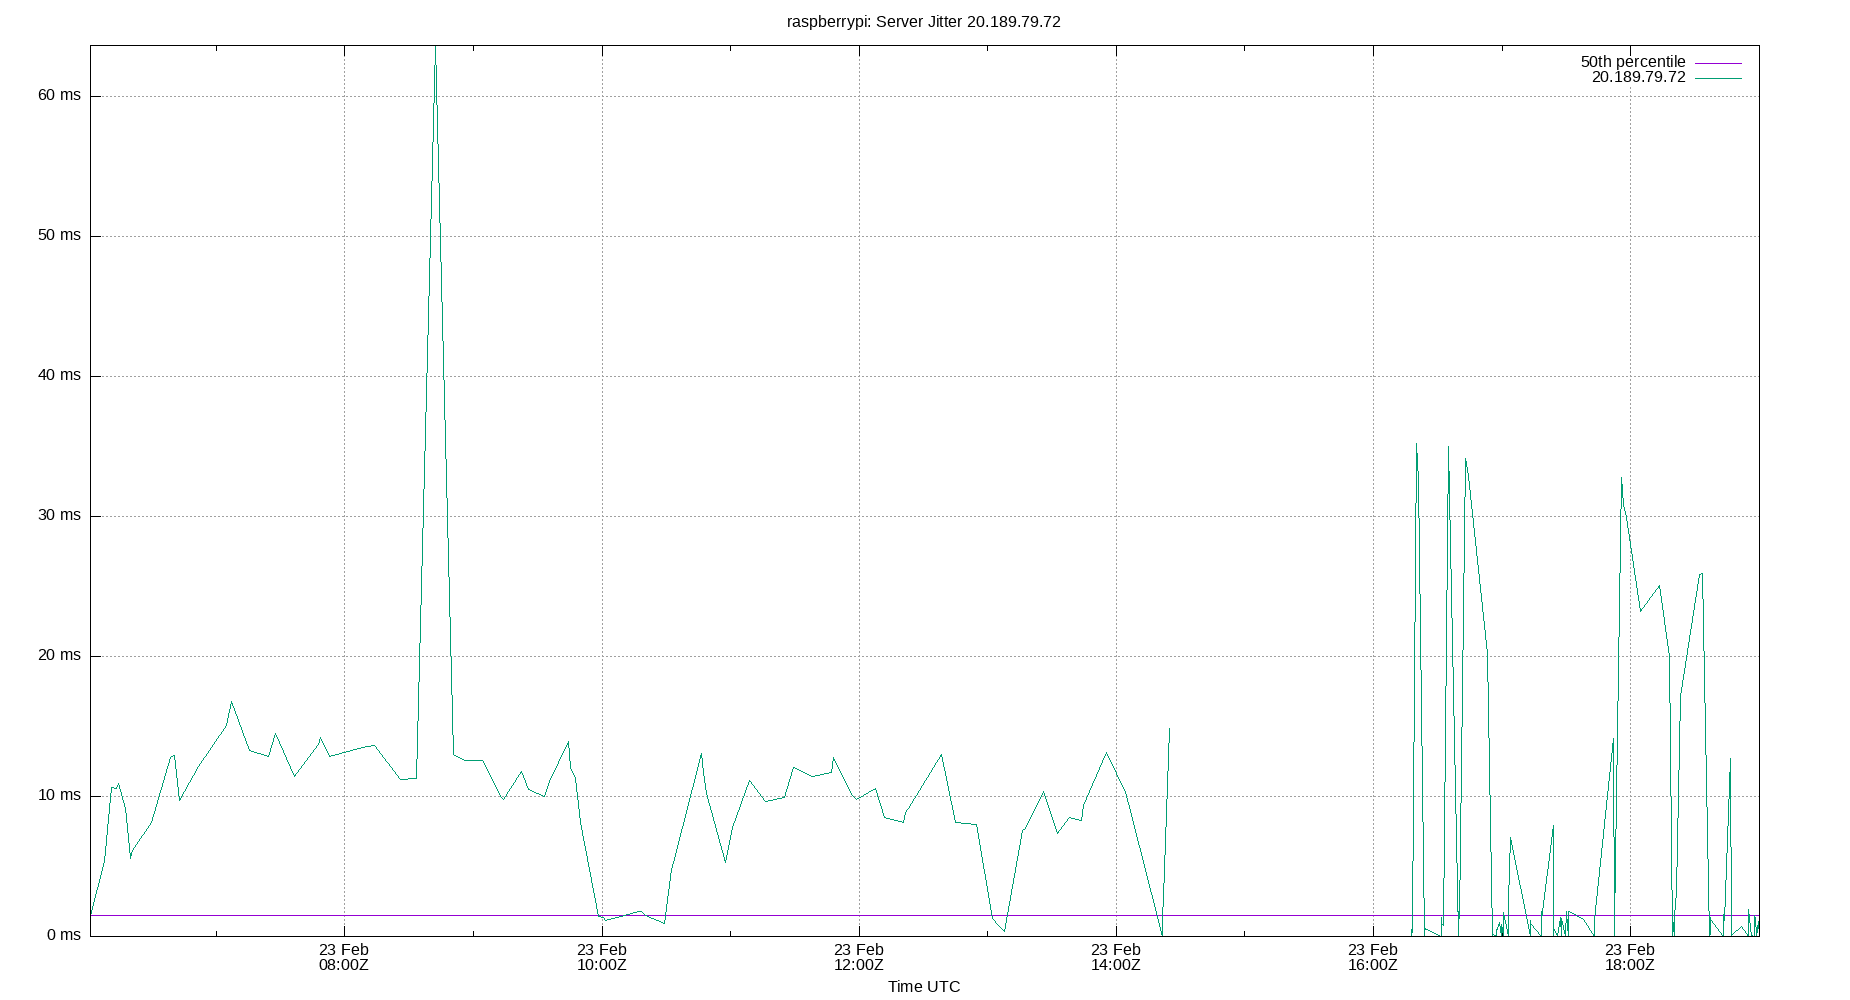 raspberrypi: Server Jitter 20.189.79.72
50th percentile
20.189.79.72
60 ms
50 ms
40 ms
30 ms
20 ms
10 ms
0 ms
23 Feb 23 Feb 23 Feb 23 Feb 23 Feb 23 Feb
08:00Z 10:00Z 12:00Z 14:00Z 16:00Z 18:00Z
Time UTC